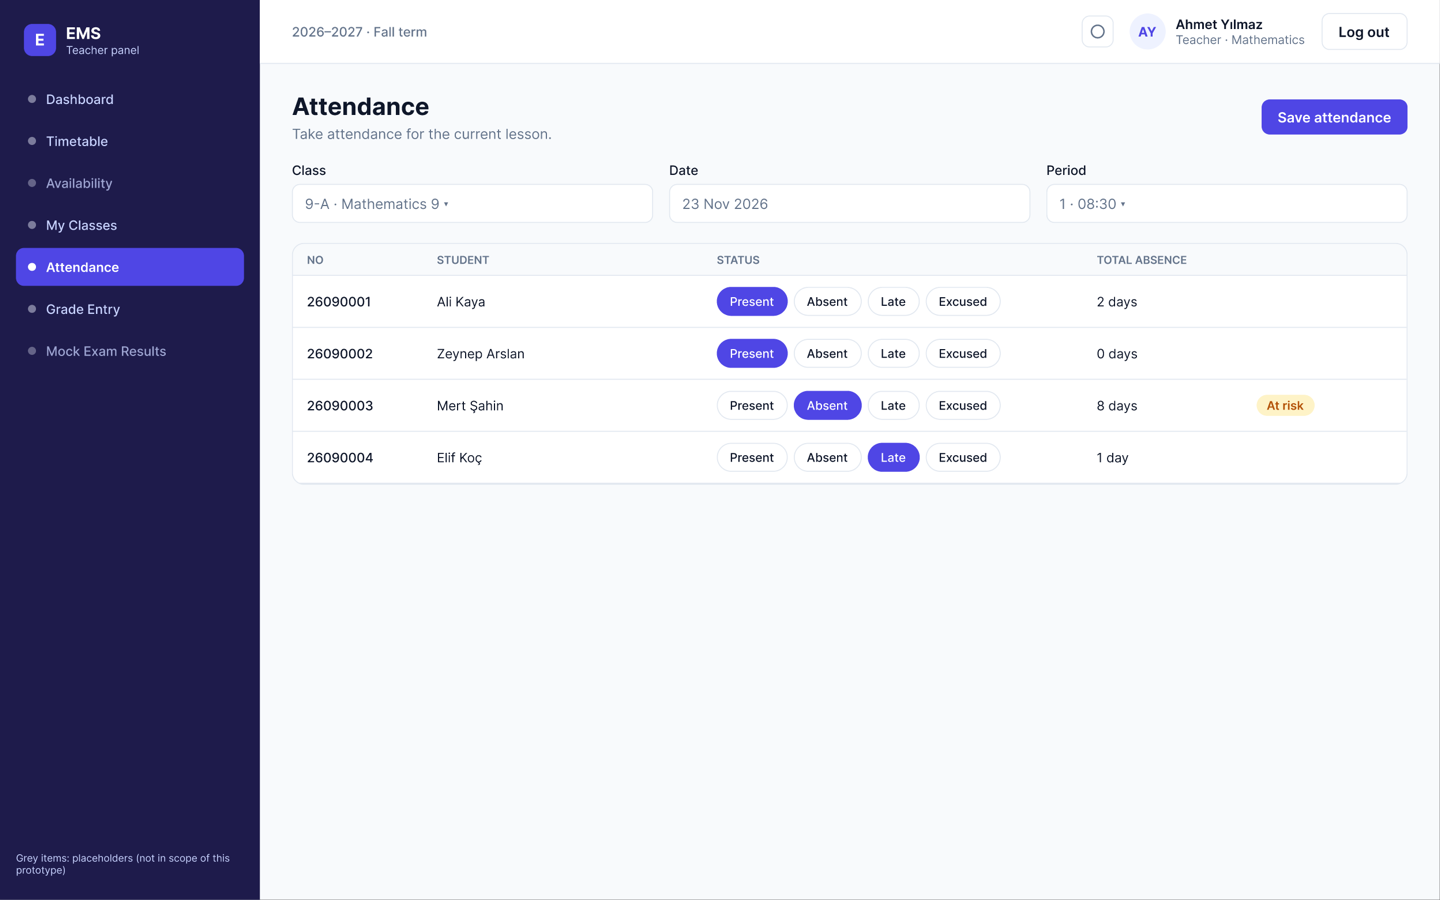 E
EMS
Teacher panel
Dashboard
Timetable
Availability
My Classes
Attendance
Grade Entry
Mock Exam Results
Grey items: placeholders (not in scope of this
prototype)
2026–2027 · Fall term
AY
Ahmet Yılmaz
Teacher · Mathematics
Log out
Attendance
Take attendance for the current lesson.
Save attendance
Class
9-A · Mathematics 9 ▾
Date
23 Nov 2026
Period
1 · 08:30 ▾
NO STUDENT STATUS TOTAL ABSENCE
26090001 Ali Kaya Present Absent Late Excused 2 days
26090002 Zeynep Arslan Present Absent Late Excused 0 days
26090003 Mert Şahin Present Absent Late Excused 8 days At risk
26090004 Elif Koç Present Absent Late Excused 1 day